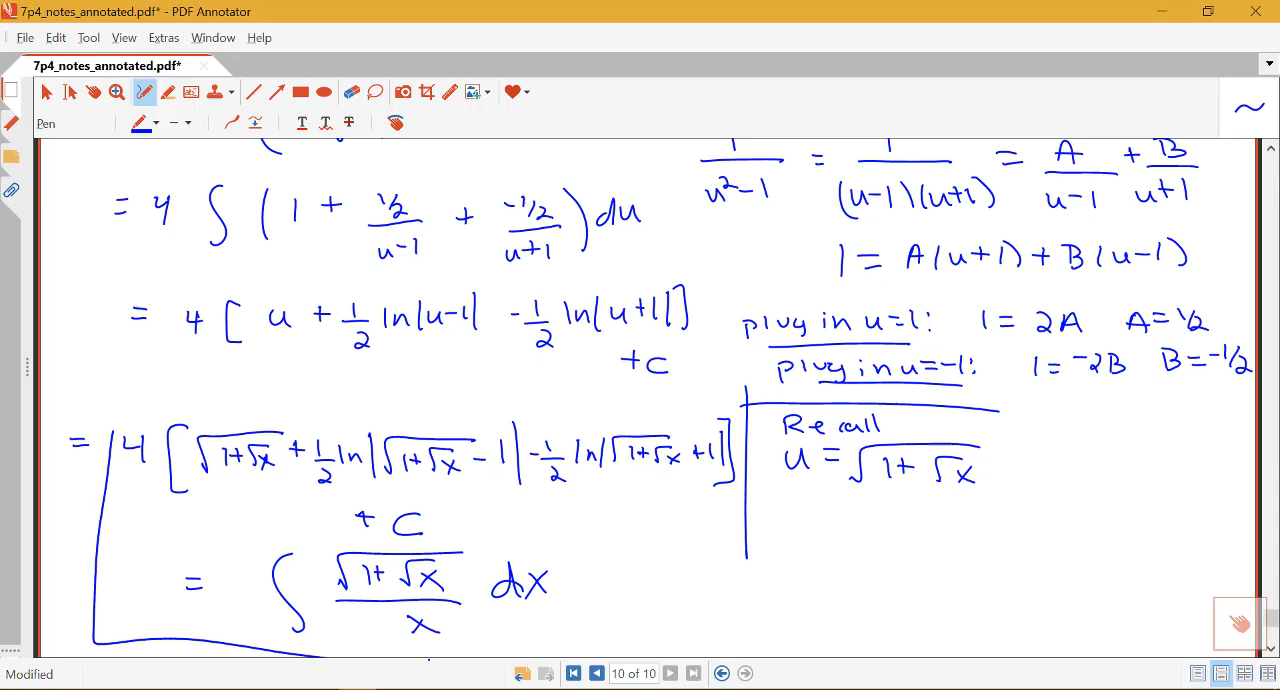 7p4_notes_annotated.pdf* - PDF Annotator
File Edit Tool View Extras Window Help
7p4_notes_annotated.pdf*
Pen
1/(u²-1) = 1/((u-1)(u+1)) = A/(u-1) + B/(u+1)
= 4 ∫ (1 + (1/2)/(u-1) + (-1/2)/(u+1)) du
1 = A(u+1) + B(u-1)
= 4 [ u + 1/2 ln|u-1| - 1/2 ln|u+1| ]
+C
plug in u=1: 1 = 2A A = 1/2
plug in u=-1: 1 = -2B B = -1/2
= 4 [ √(1+√x) + 1/2 ln|√(1+√x) - 1| - 1/2 ln|√(1+√x) + 1| ]
+ C
Recall
u = √(1+√x)
= ∫ √(1+√x)/x dx
Modified
10 of 10